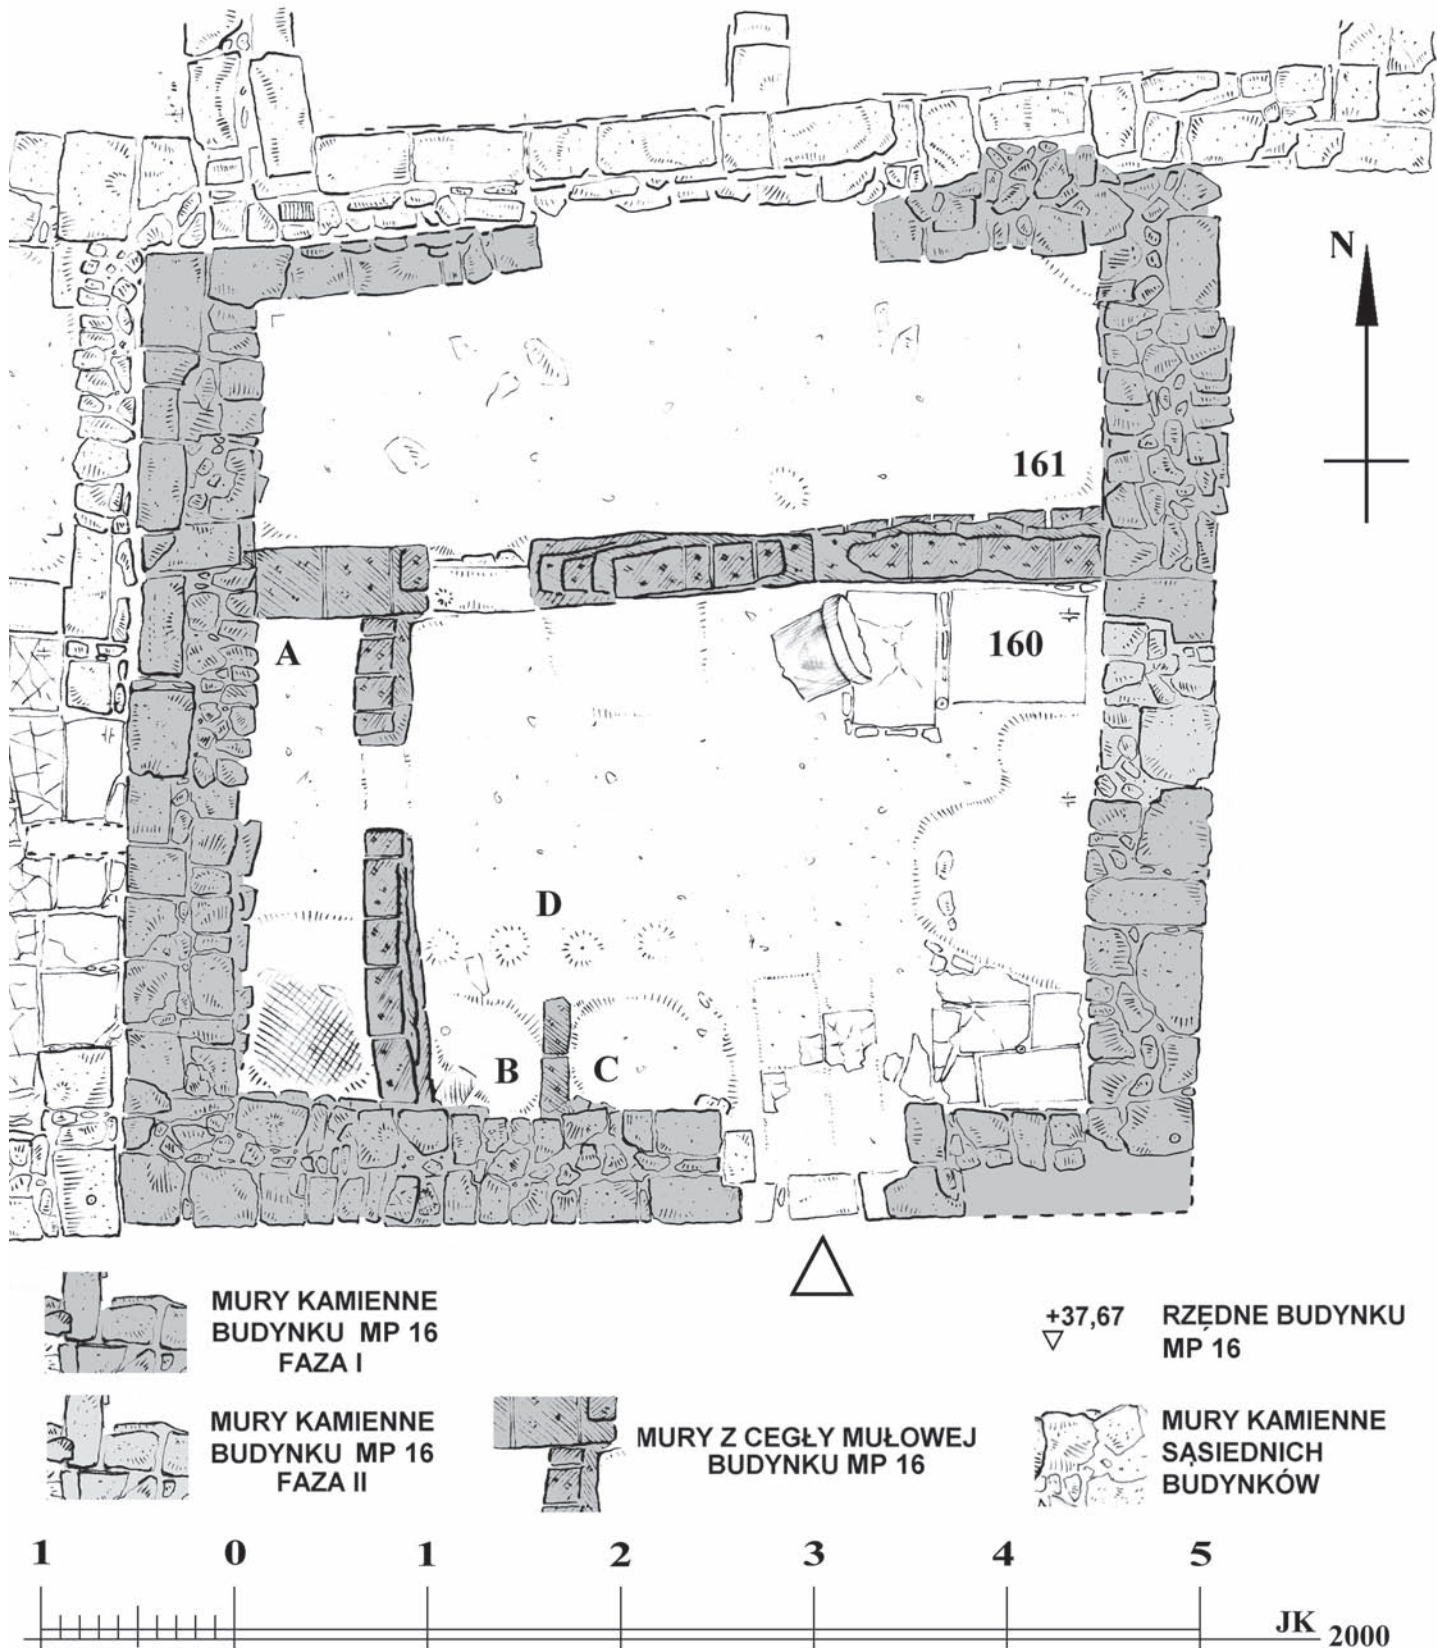 N
161
160
A
D
B
C
MURY KAMIENNE
BUDYNKU MP 16
FAZA I
MURY KAMIENNE
BUDYNKU MP 16
FAZA II
MURY Z CEGŁY MUŁOWEJ
BUDYNKU MP 16
+37,67
RZĘDNE BUDYNKU
MP 16
MURY KAMIENNE
SĄSIEDNICH
BUDYNKÓW
1 0 1 2 3 4 5
JK 2000